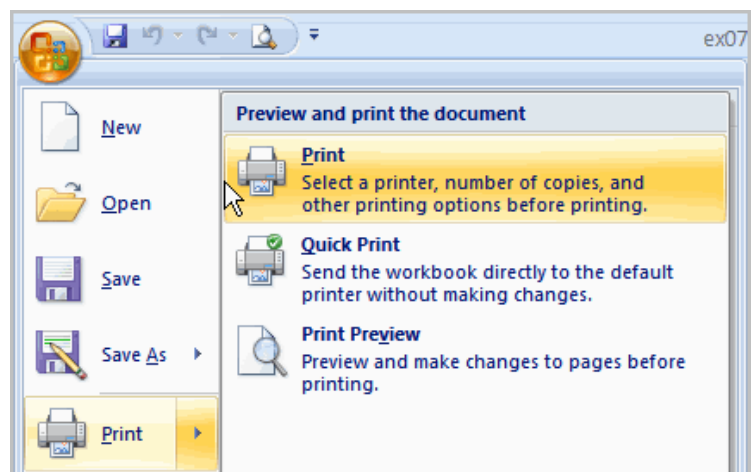 ex07
New
Open
Save
Save As
Print
Preview and print the document
Print
Select a printer, number of copies, and
other printing options before printing.
Quick Print
Send the workbook directly to the default
printer without making changes.
Print Preview
Preview and make changes to pages before
printing.